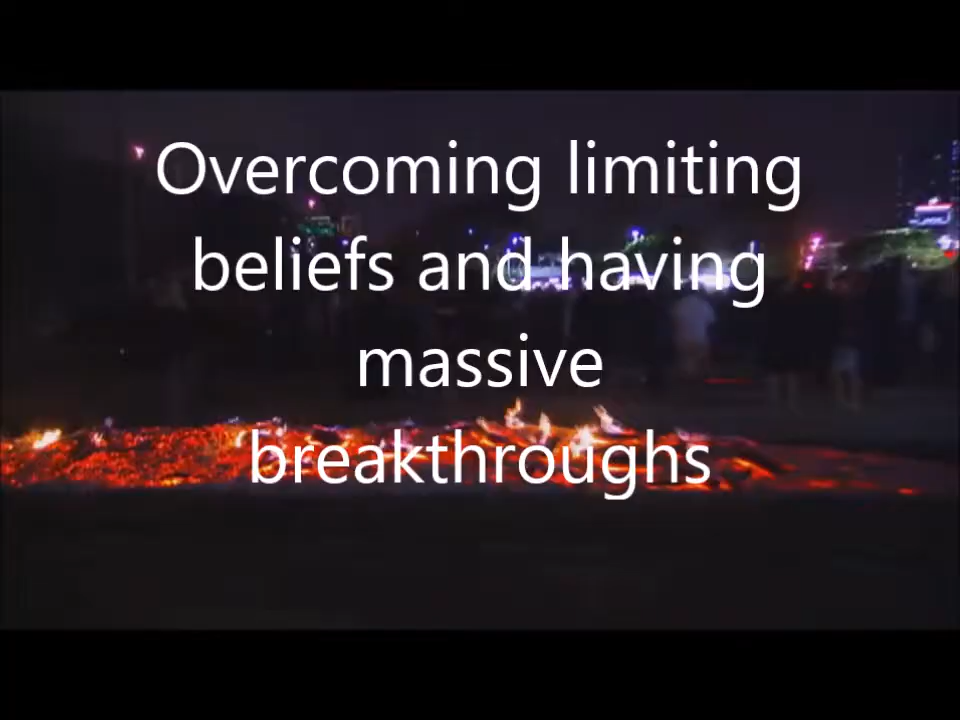 Overcoming limiting
beliefs and having
massive
breakthroughs